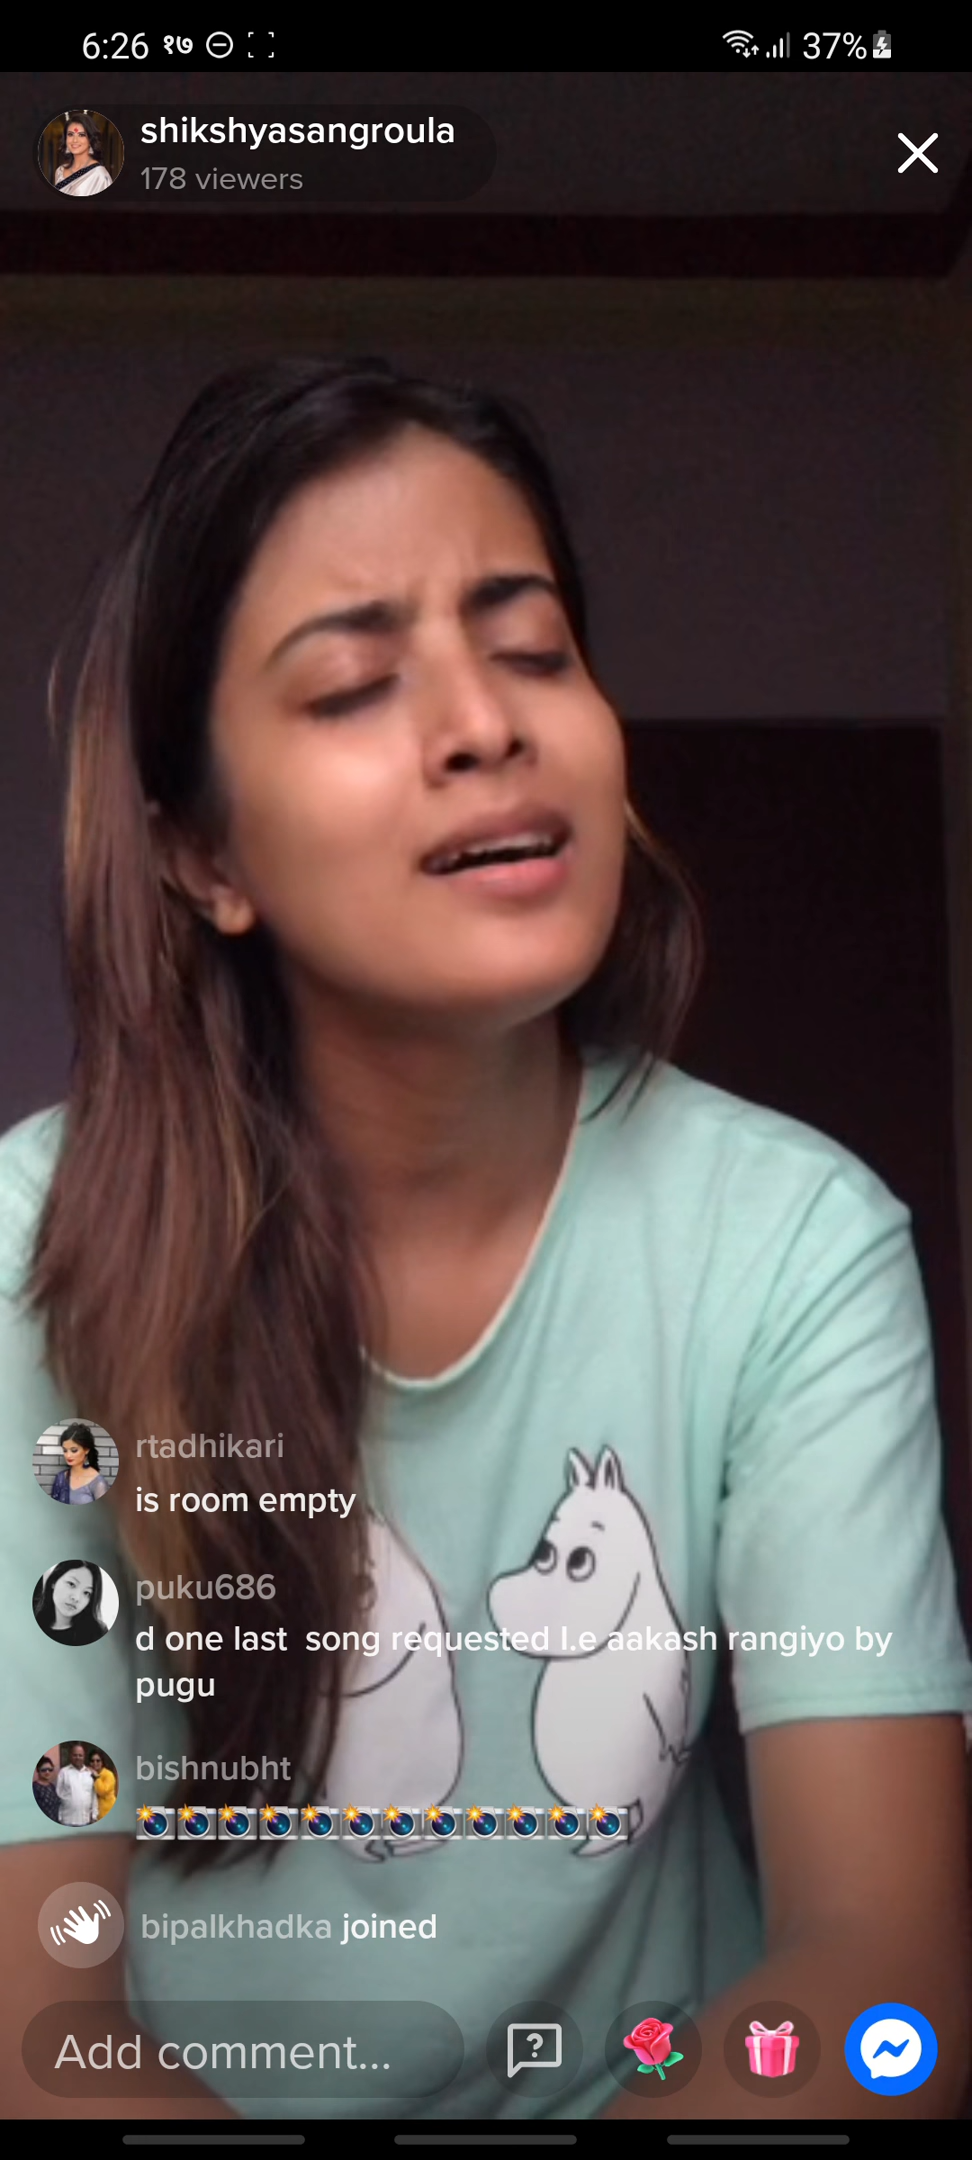 6:26 १७ 37%
shikshyasangroula
178 viewers
rtadhikari
is room empty
puku686
d one last song requested I.e aakash rangiyo by
pugu
bishnubht
📸📸📸📸📸📸📸📸📸📸📸📸
bipalkhadka joined
Add comment...